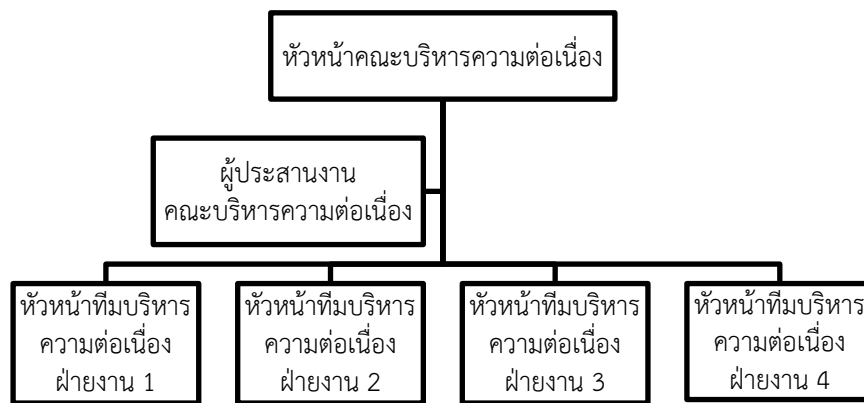 หัวหน้าคณะบริหารความต่อเนื่อง
ผู้ประสานงาน
คณะบริหารความต่อเนื่อง
หัวหน้าทีมบริหาร
ความต่อเนื่อง
ฝ่ายงาน 1
หัวหน้าทีมบริหาร
ความต่อเนื่อง
ฝ่ายงาน 2
หัวหน้าทีมบริหาร
ความต่อเนื่อง
ฝ่ายงาน 3
หัวหน้าทีมบริหาร
ความต่อเนื่อง
ฝ่ายงาน 4